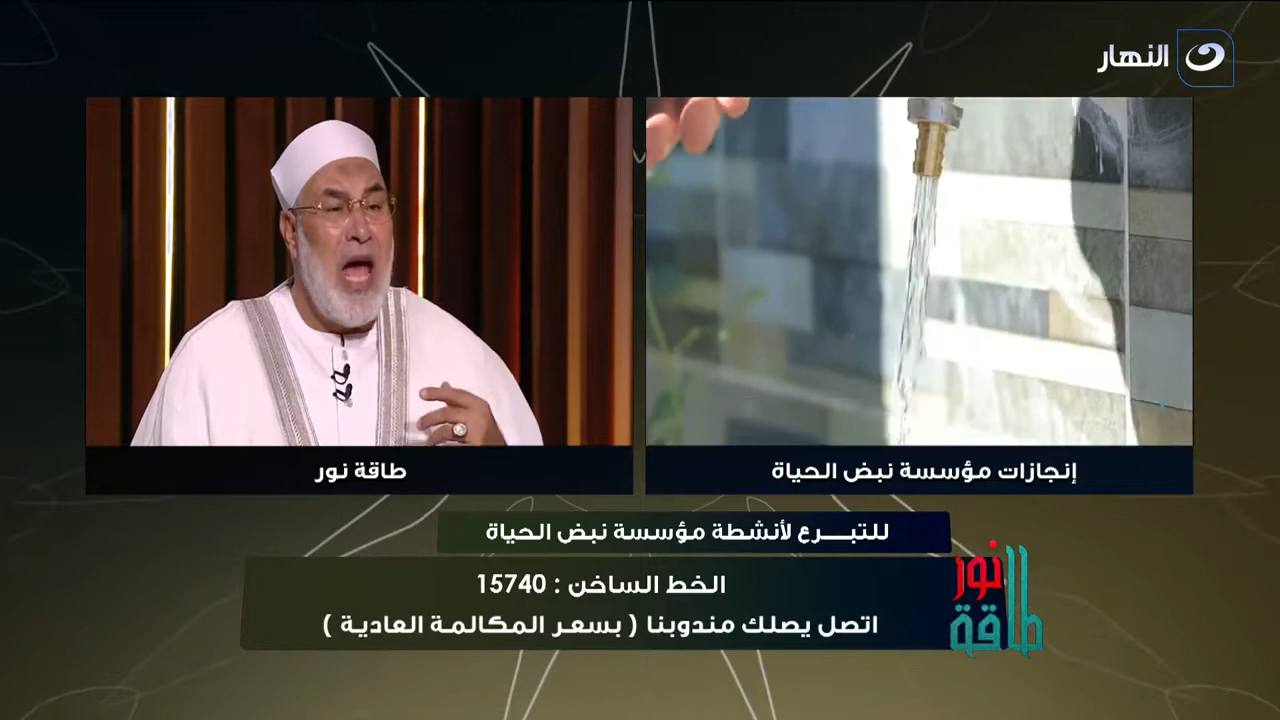 النهار
إنجازات مؤسسة نبض الحياة
طاقة نور
للتبـــرع لأنشطة مؤسسة نبض الحياة
الخط الساخن : 15740
اتصل يصلك مندوبنا ( بسعر المكالمة العادية )
طاقة نور